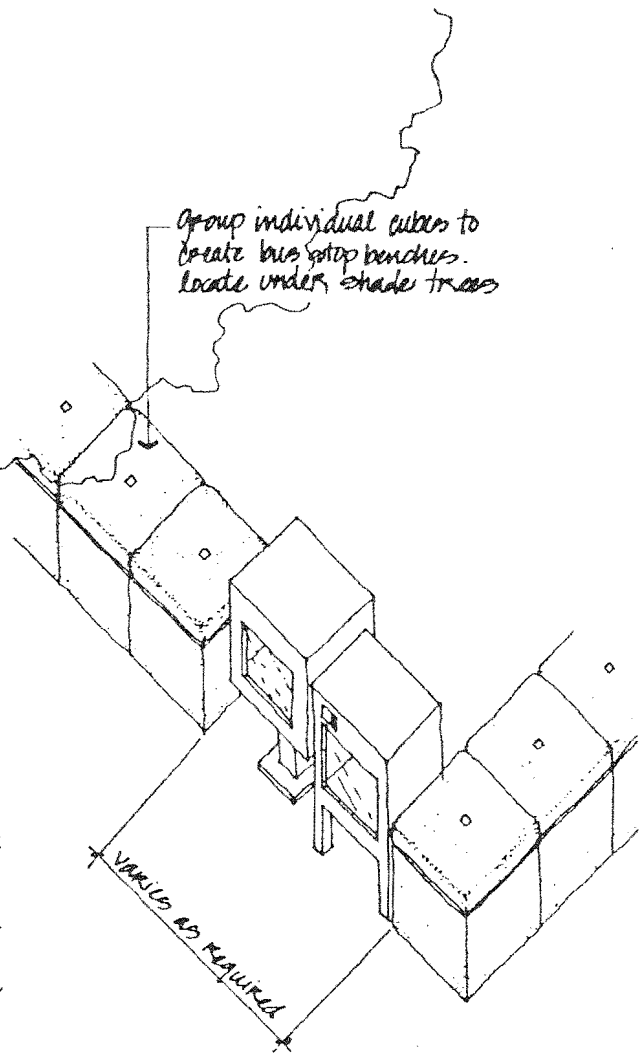 group individual cubes to
create bus stop benches.
locate under shade trees
varies as required